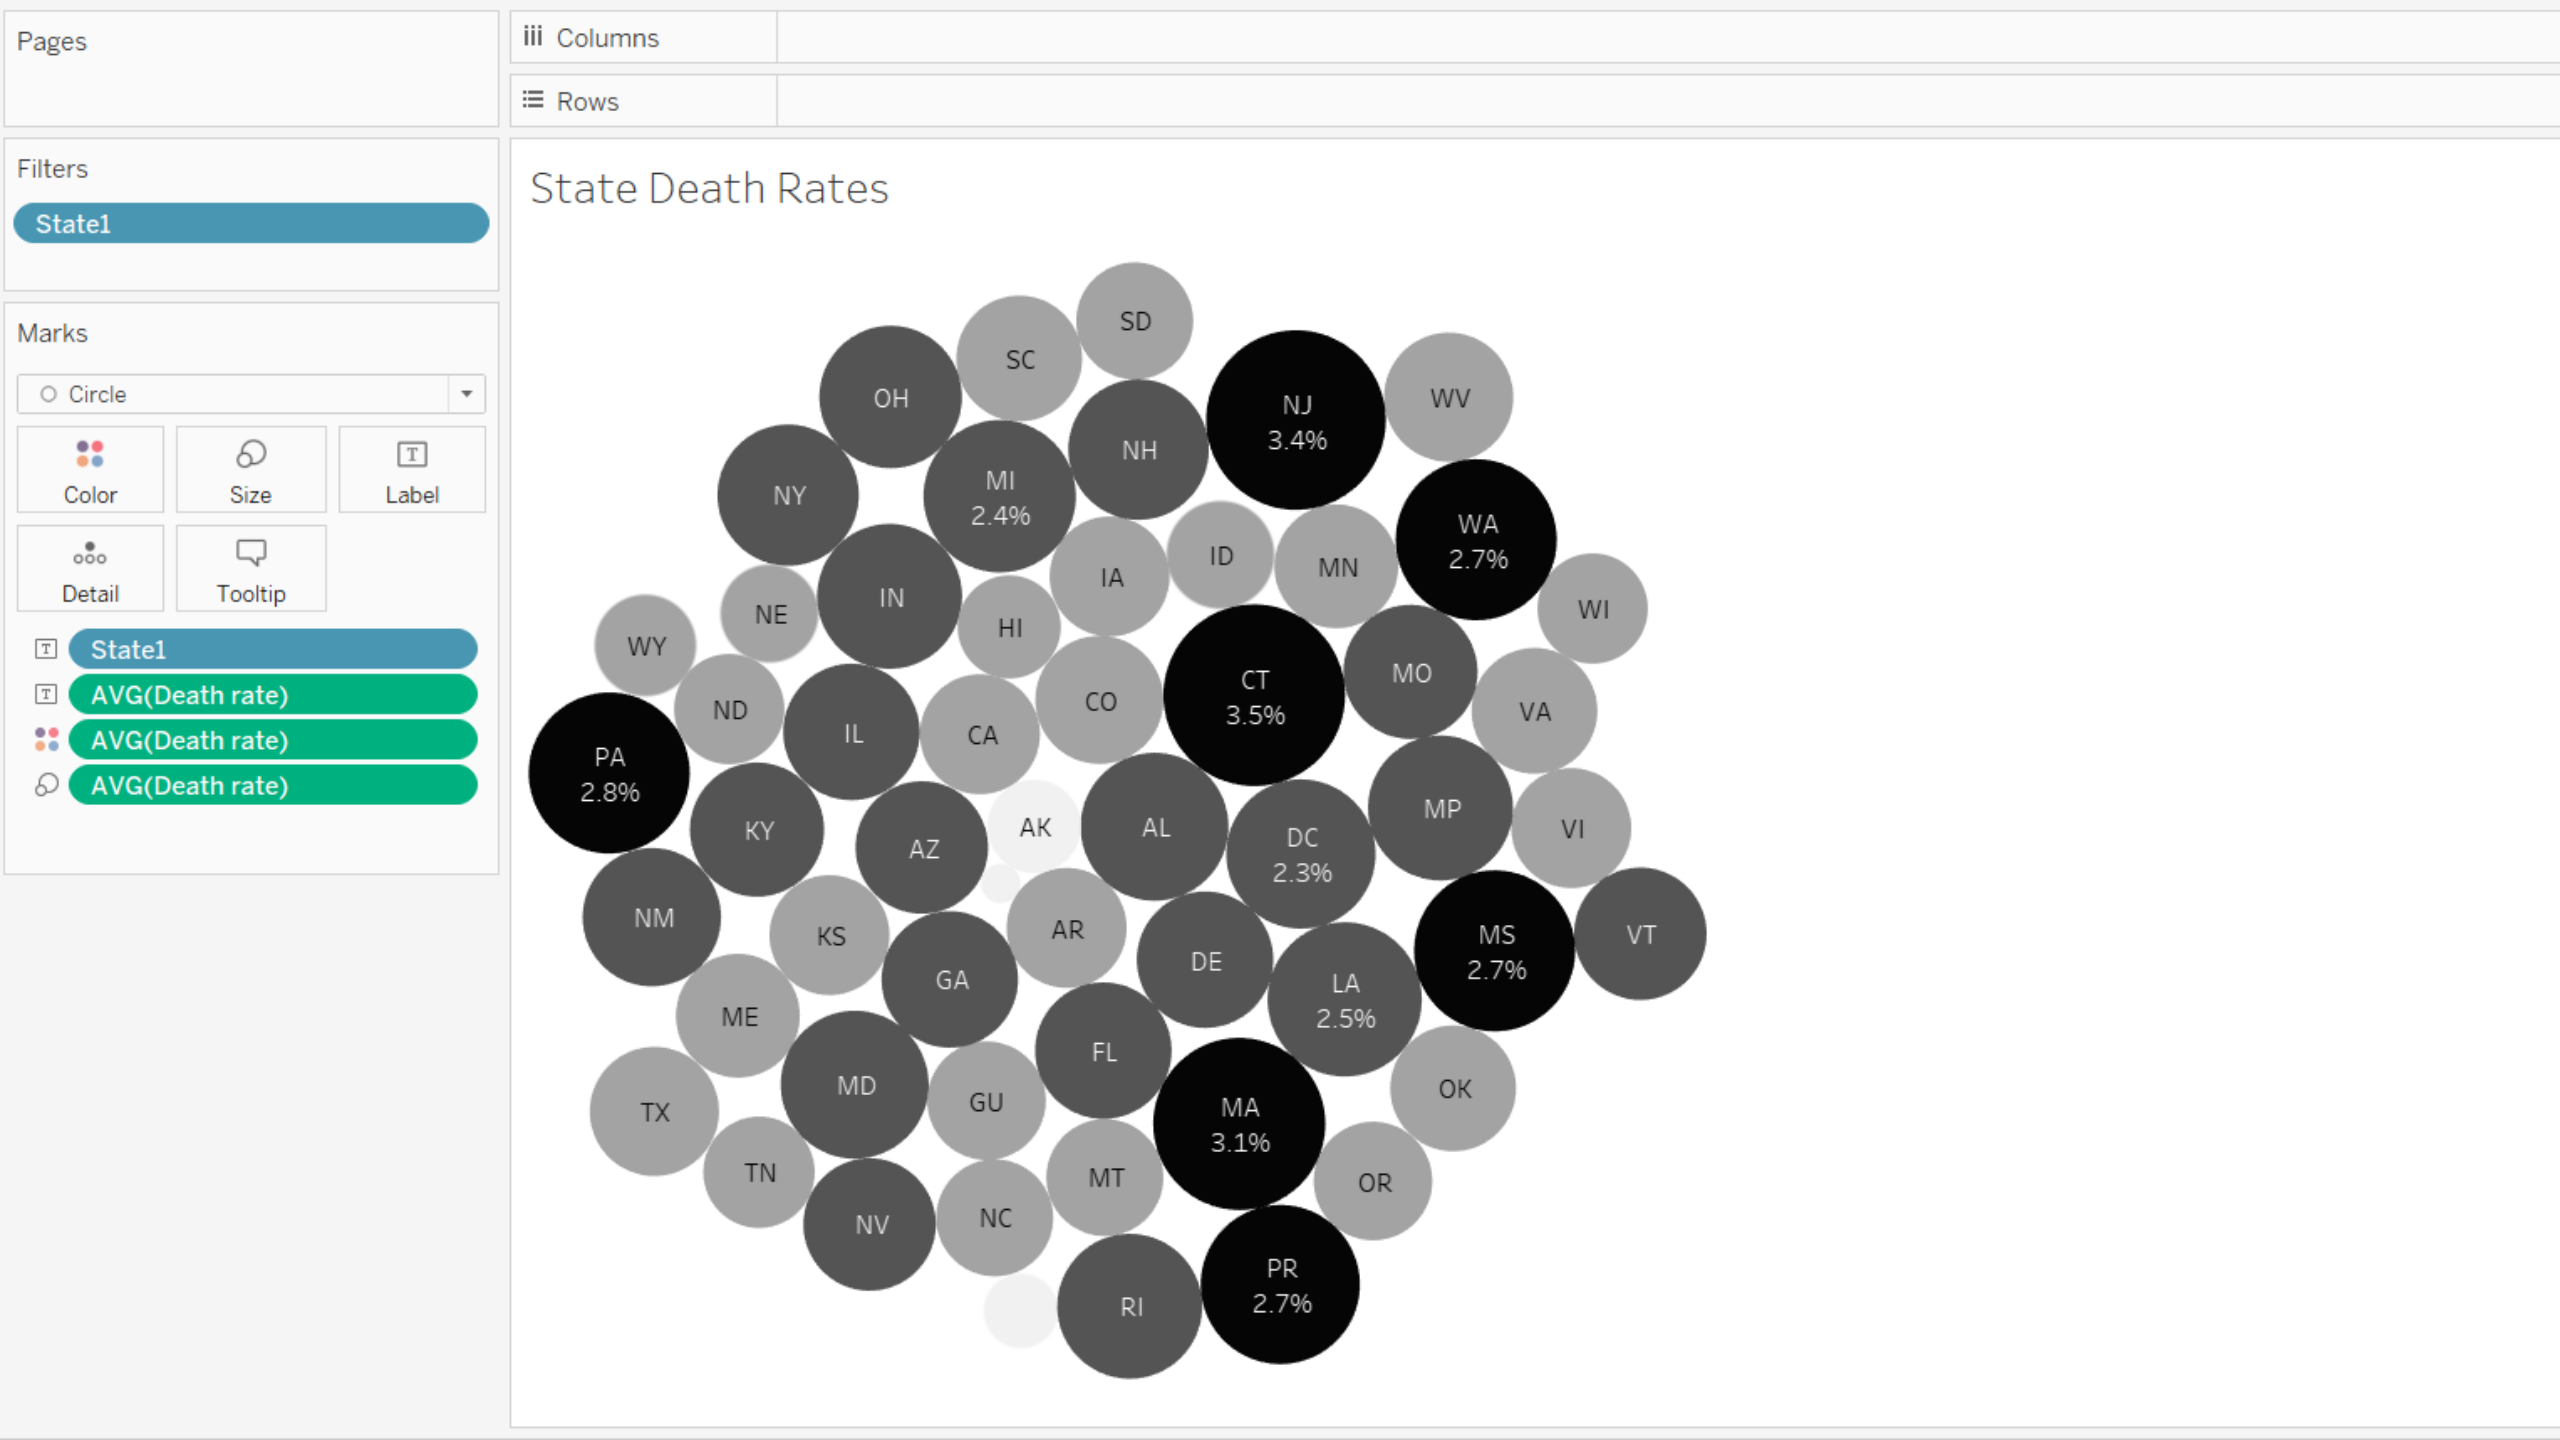 Pages
Columns
Rows
Filters
State1
Marks
Circle
Color
Size
Label
Detail
Tooltip
State1
AVG(Death rate)
AVG(Death rate)
AVG(Death rate)
State Death Rates
SD
SC
OH
NJ
3.4%
WV
NH
MI
2.4%
NY
WA
2.7%
ID
MN
IA
IN
WI
NE
HI
WY
MO
CT
3.5%
CO
ND
VA
IL
CA
PA
2.8%
MP
AK
AL
VI
KY
DC
2.3%
AZ
NM
AR
KS
VT
MS
2.7%
DE
GA
LA
2.5%
ME
FL
MD
OK
GU
TX
MA
3.1%
TN
MT
OR
NC
NV
PR
2.7%
RI